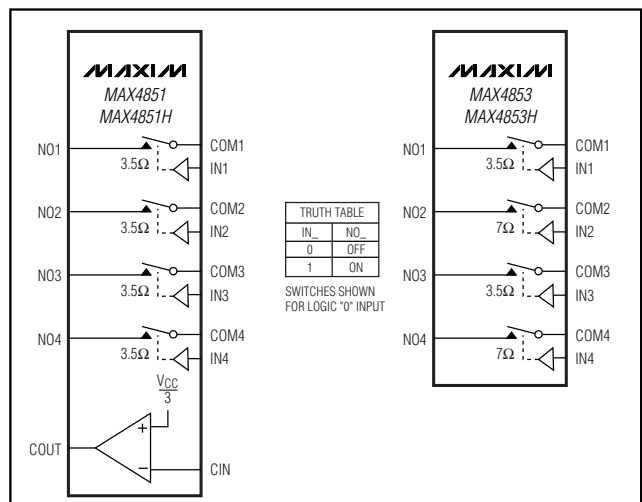 MAXIM
MAX4851
MAX4851H
NO1
3.5Ω
COM1
IN1
NO2
3.5Ω
COM2
IN2
NO3
3.5Ω
COM3
IN3
NO4
3.5Ω
COM4
IN4
VCC
3
+
−
COUT
CIN
TRUTH TABLE
IN_ NO_
0 OFF
1 ON
SWITCHES SHOWN
FOR LOGIC "0" INPUT
MAXIM
MAX4853
MAX4853H
NO1
3.5Ω
COM1
IN1
NO2
7Ω
COM2
IN2
NO3
3.5Ω
COM3
IN3
NO4
7Ω
COM4
IN4